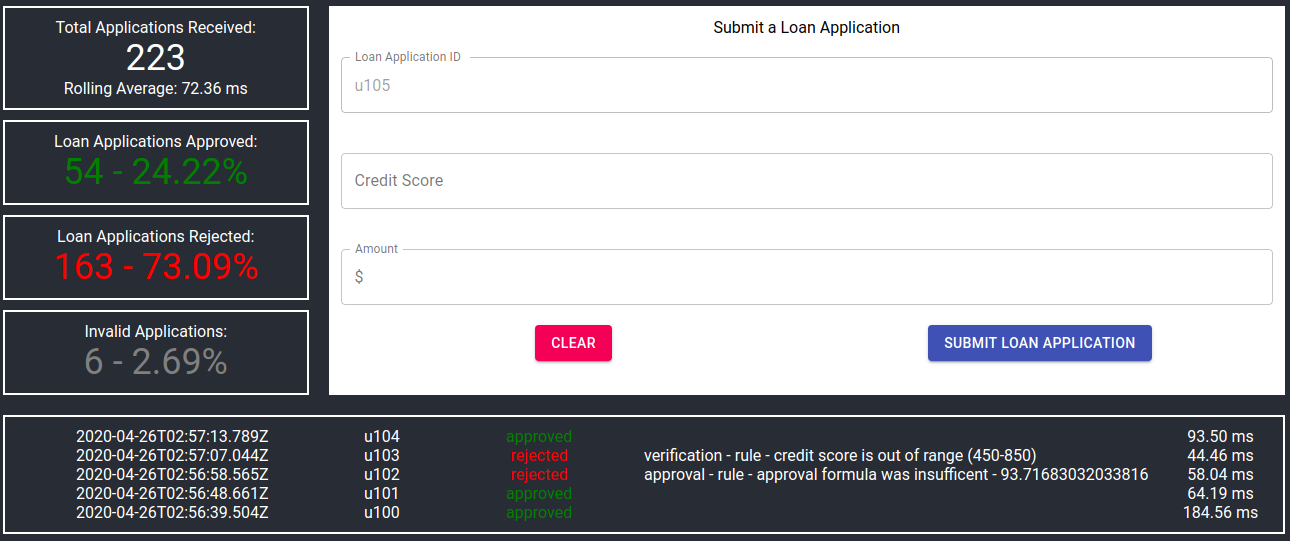 Total Applications Received:
223
Rolling Average: 72.36 ms
Loan Applications Approved:
54 - 24.22%
Loan Applications Rejected:
163 - 73.09%
Invalid Applications:
6 - 2.69%
Submit a Loan Application
Loan Application ID
u105
Credit Score
Amount
$
CLEAR SUBMIT LOAN APPLICATION
2020-04-26T02:57:13.789Z u104 approved 93.50 ms
2020-04-26T02:57:07.044Z u103 rejected verification - rule - credit score is out of range (450-850) 44.46 ms
2020-04-26T02:56:58.565Z u102 rejected approval - rule - approval formula was insufficent - 93.71683032033816 58.04 ms
2020-04-26T02:56:48.661Z u101 approved 64.19 ms
2020-04-26T02:56:39.504Z u100 approved 184.56 ms